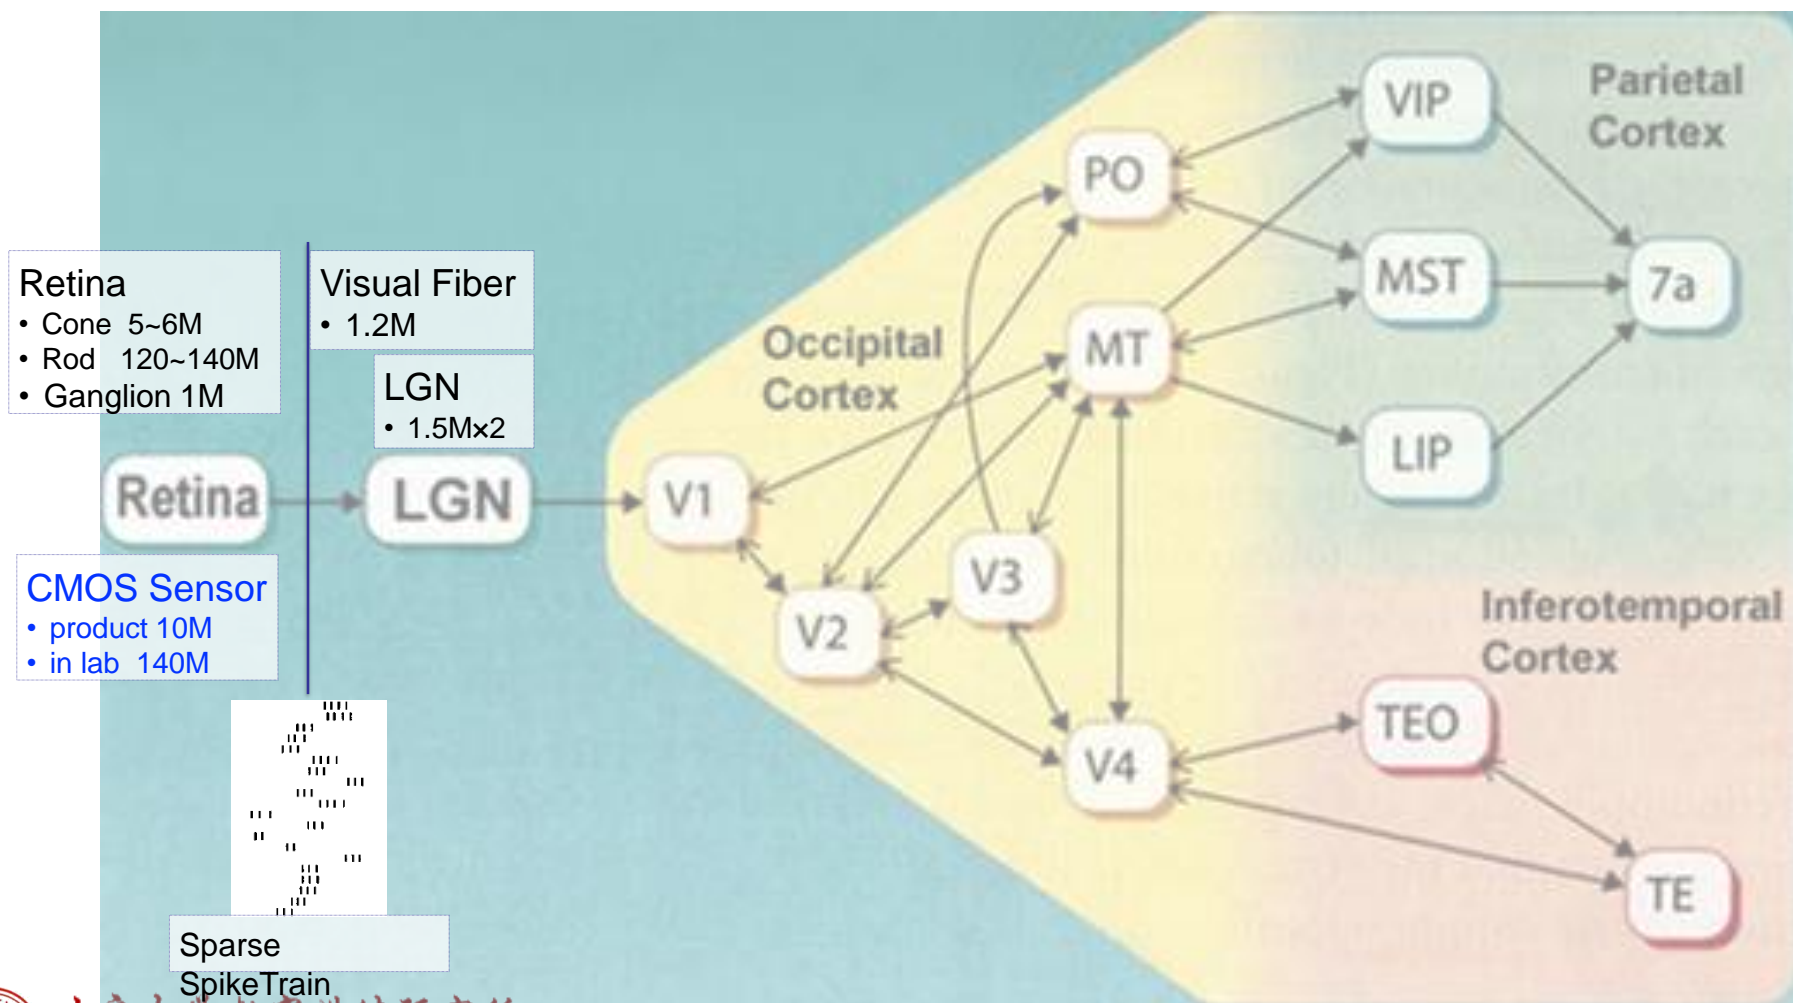 Retina
• Cone 5~6M
• Rod 120~140M
• Ganglion 1M
Visual Fiber
• 1.2M
LGN
• 1.5M×2
Retina
LGN
CMOS Sensor
• product 10M
• in lab 140M
Sparse
SpikeTrain
Occipital
Cortex
V1
V2
V3
V4
PO
MT
Parietal
Cortex
VIP
MST
LIP
7a
Inferotemporal
Cortex
TEO
TE